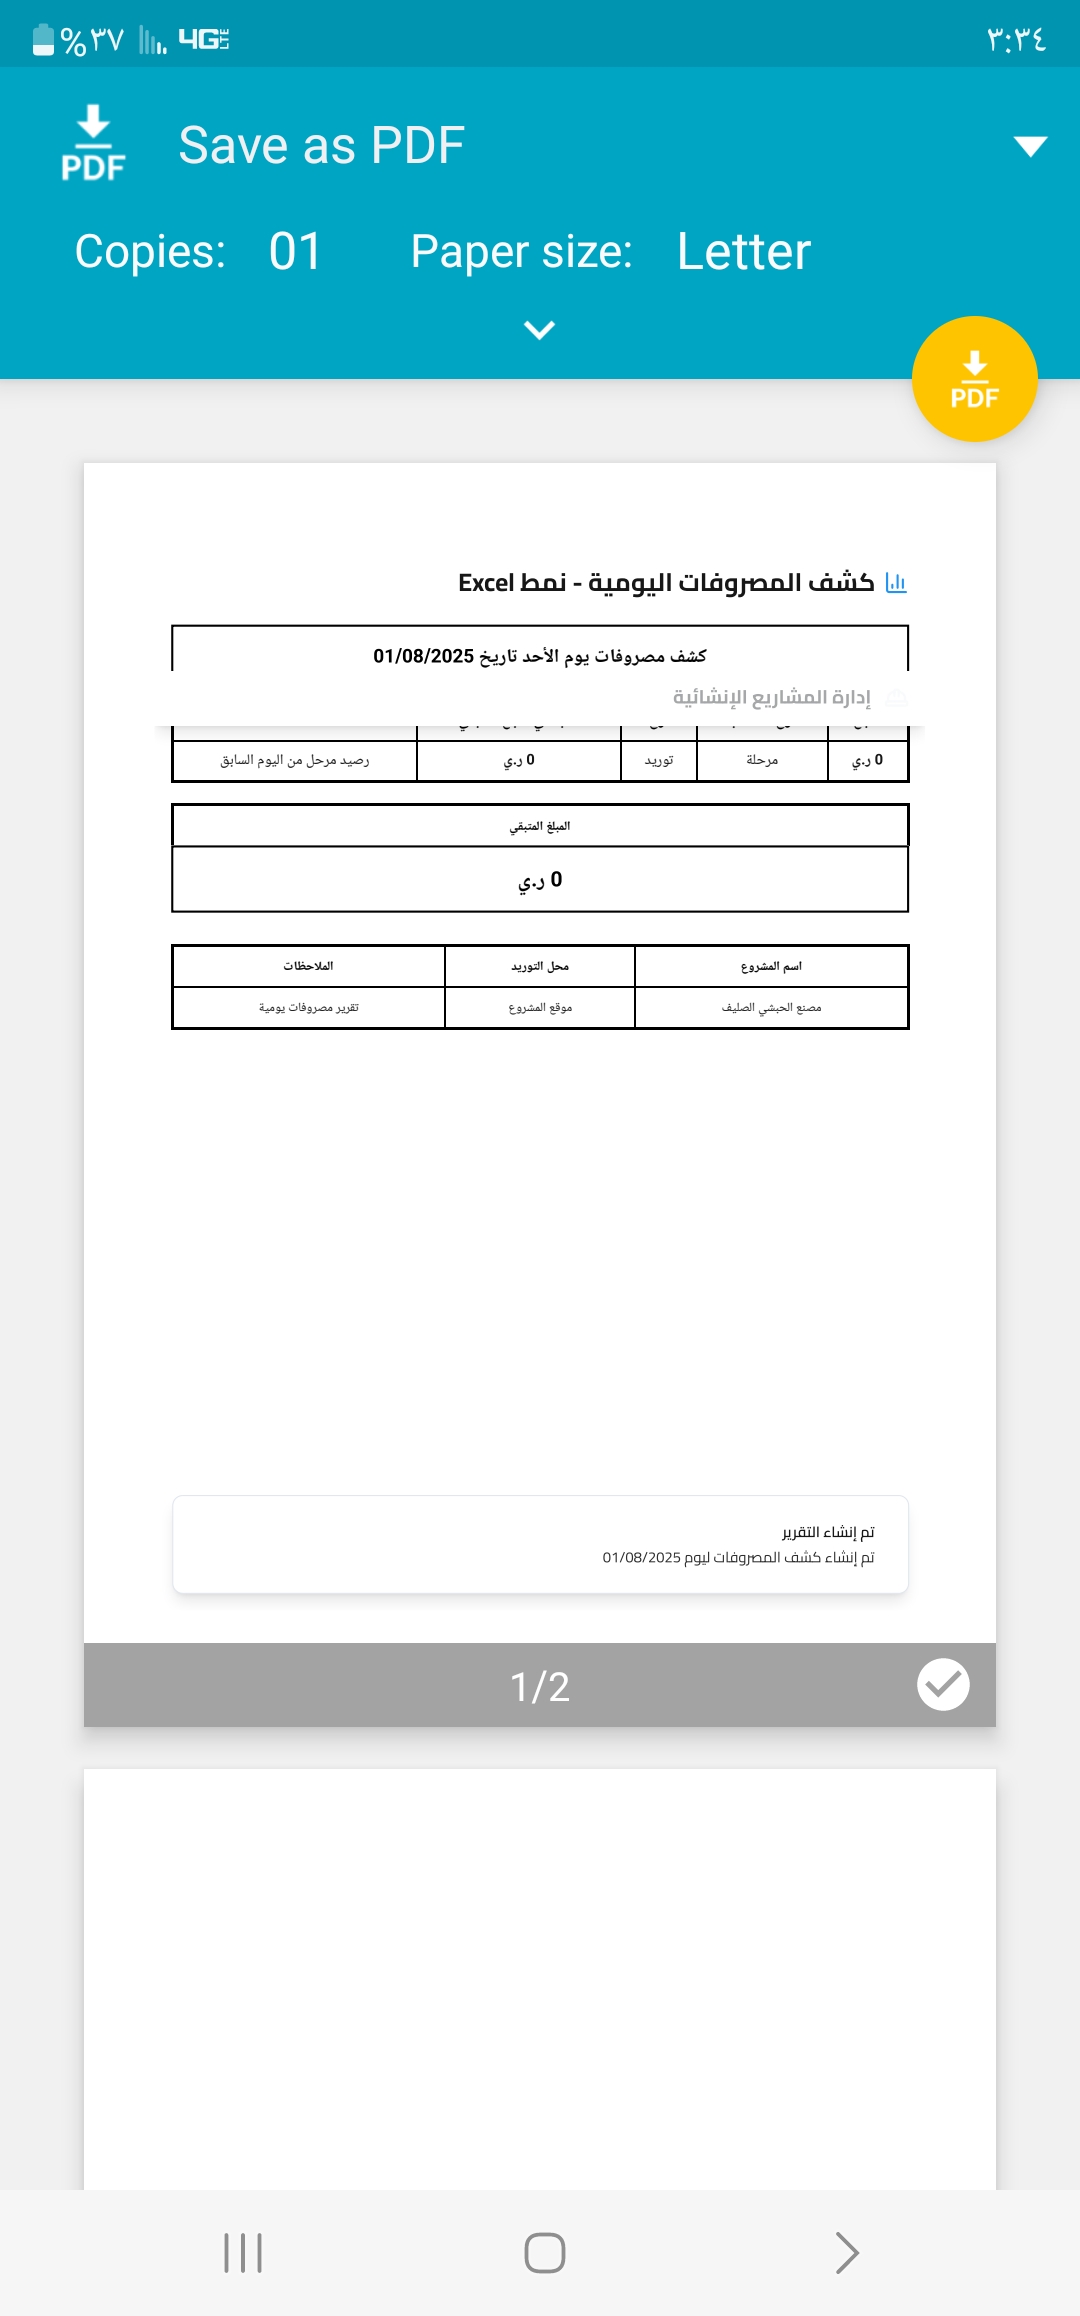 %٣٧ 4G LTE ٣:٣٤
PDF Save as PDF
Copies: 01 Paper size: Letter
PDF
كشف المصروفات اليومية - نمط Excel
كشف مصروفات يوم الأحد تاريخ 01/08/2025
إدارة المشاريع الإنشائية
0 ر.ي مرحلة توريد 0 ر.ي رصيد مرحل من اليوم السابق
المبلغ المتبقي
0 ر.ي
اسم المشروع محل التوريد الملاحظات
مصنع الحبشي الصليف موقع المشروع تقرير مصروفات يومية
تم إنشاء التقرير
تم إنشاء كشف المصروفات ليوم 01/08/2025
1/2